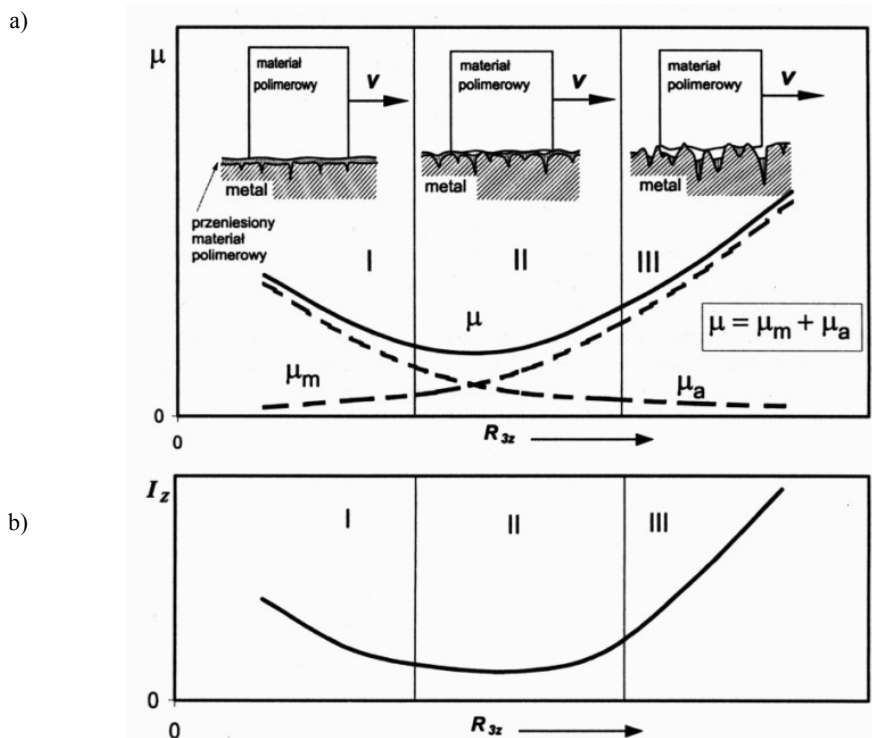 a)
μ
materiał
polimerowy
v
materiał
polimerowy
v
materiał
polimerowy
v
metal
metal
metal
przeniesiony
materiał
polimerowy
I
II
III
μ
μ = μm + μa
μm
μa
0
0
R3z
b)
Iz
I
II
III
0
0
R3z